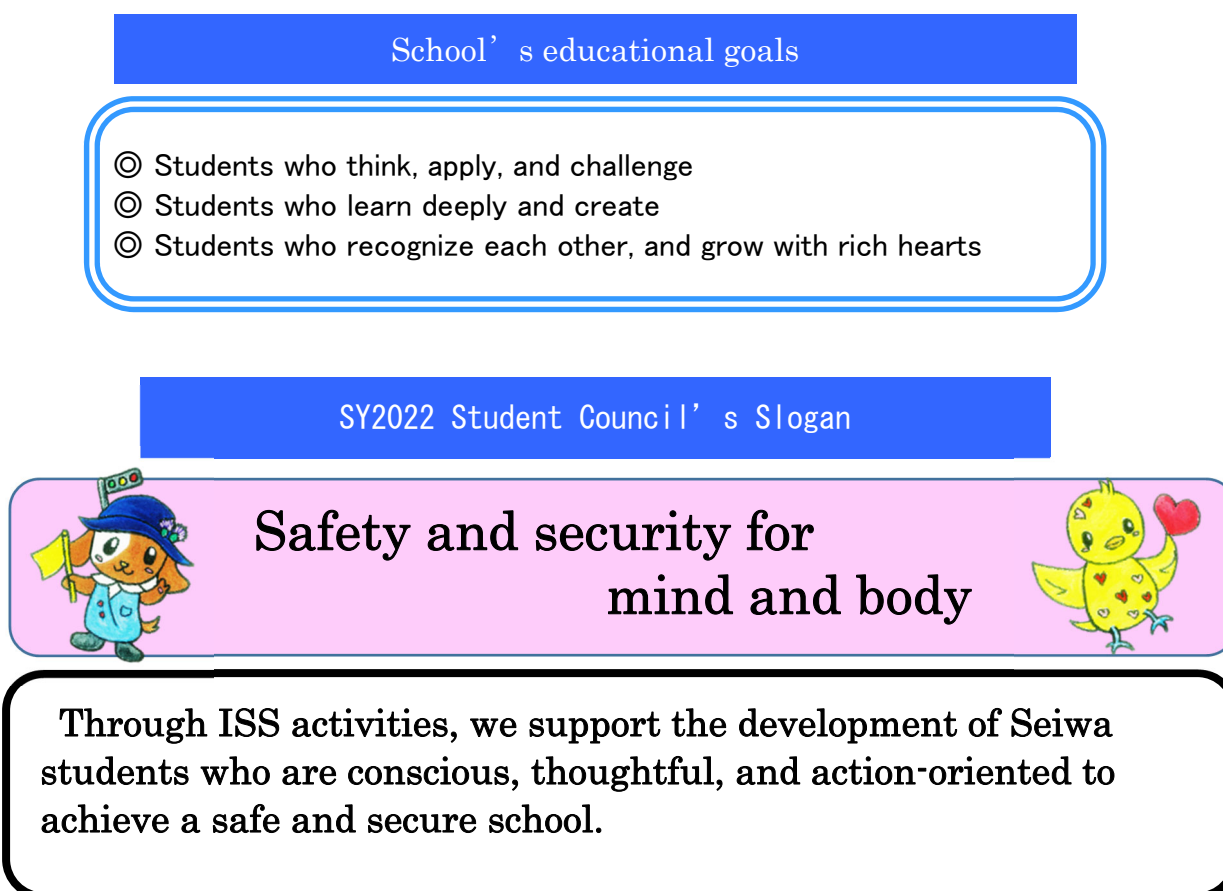 School’s educational goals
◎ Students who think, apply, and challenge
◎ Students who learn deeply and create
◎ Students who recognize each other, and grow with rich hearts
SY2022 Student Council’s Slogan
Safety and security for
mind and body
Through ISS activities, we support the development of Seiwa
students who are conscious, thoughtful, and action-oriented to
achieve a safe and secure school.